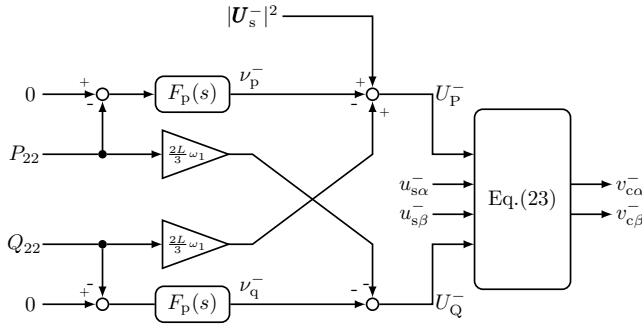 |U_s^-|^2
0 + - F_p(s) ν_p^- + - + U_P^-
P_22 2L/3 ω_1
u_sα^- v_cα^-
Eq.(23)
u_sβ^- v_cβ^-
Q_22 2L/3 ω_1
0 + - F_p(s) ν_q^- - - U_Q^-